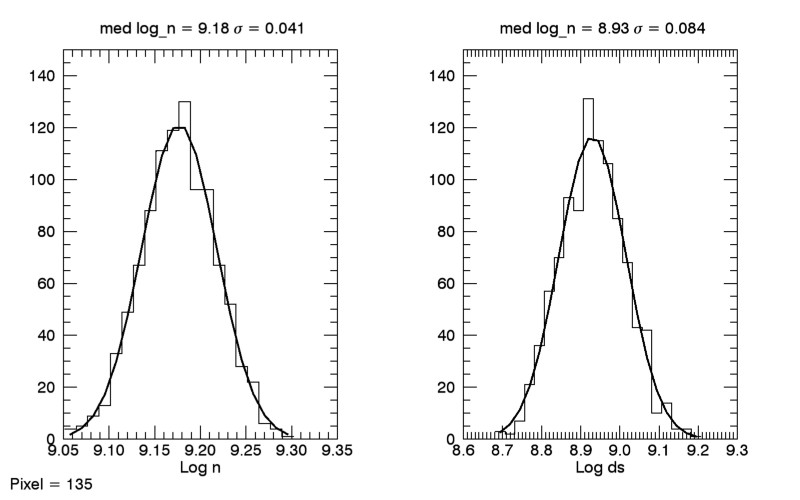 med log_n = 9.18 σ = 0.041
med log_n = 8.93 σ = 0.084
140
120
100
80
60
40
20
0
9.05 9.10 9.15 9.20 9.25 9.30 9.35
Log n
140
120
100
80
60
40
20
0
8.6 8.7 8.8 8.9 9.0 9.1 9.2 9.3
Log ds
Pixel = 135